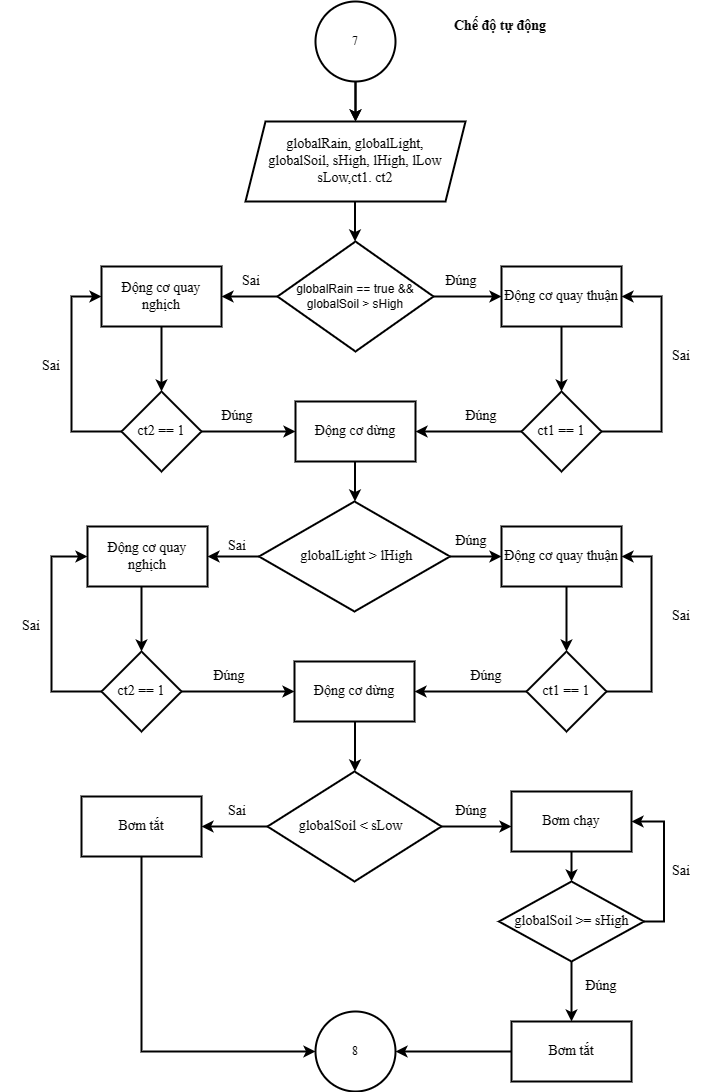 Chế độ tự động
7
globalRain, globalLight,
globalSoil, sHigh, lHigh, lLow
sLow,ct1. ct2
Động cơ quay
nghịch
Sai
globalRain == true &&
globalSoil > sHigh
Đúng
Động cơ quay thuận
Sai
Sai
ct2 == 1
Đúng
Động cơ dừng
Đúng
ct1 == 1
Động cơ quay
nghịch
Sai
globalLight > lHigh
Đúng
Động cơ quay thuận
Sai
Sai
ct2 == 1
Đúng
Động cơ dừng
Đúng
ct1 == 1
Bơm tắt
Sai
globalSoil < sLow
Đúng
Bơm chạy
Sai
globalSoil >= sHigh
Đúng
8
Bơm tắt